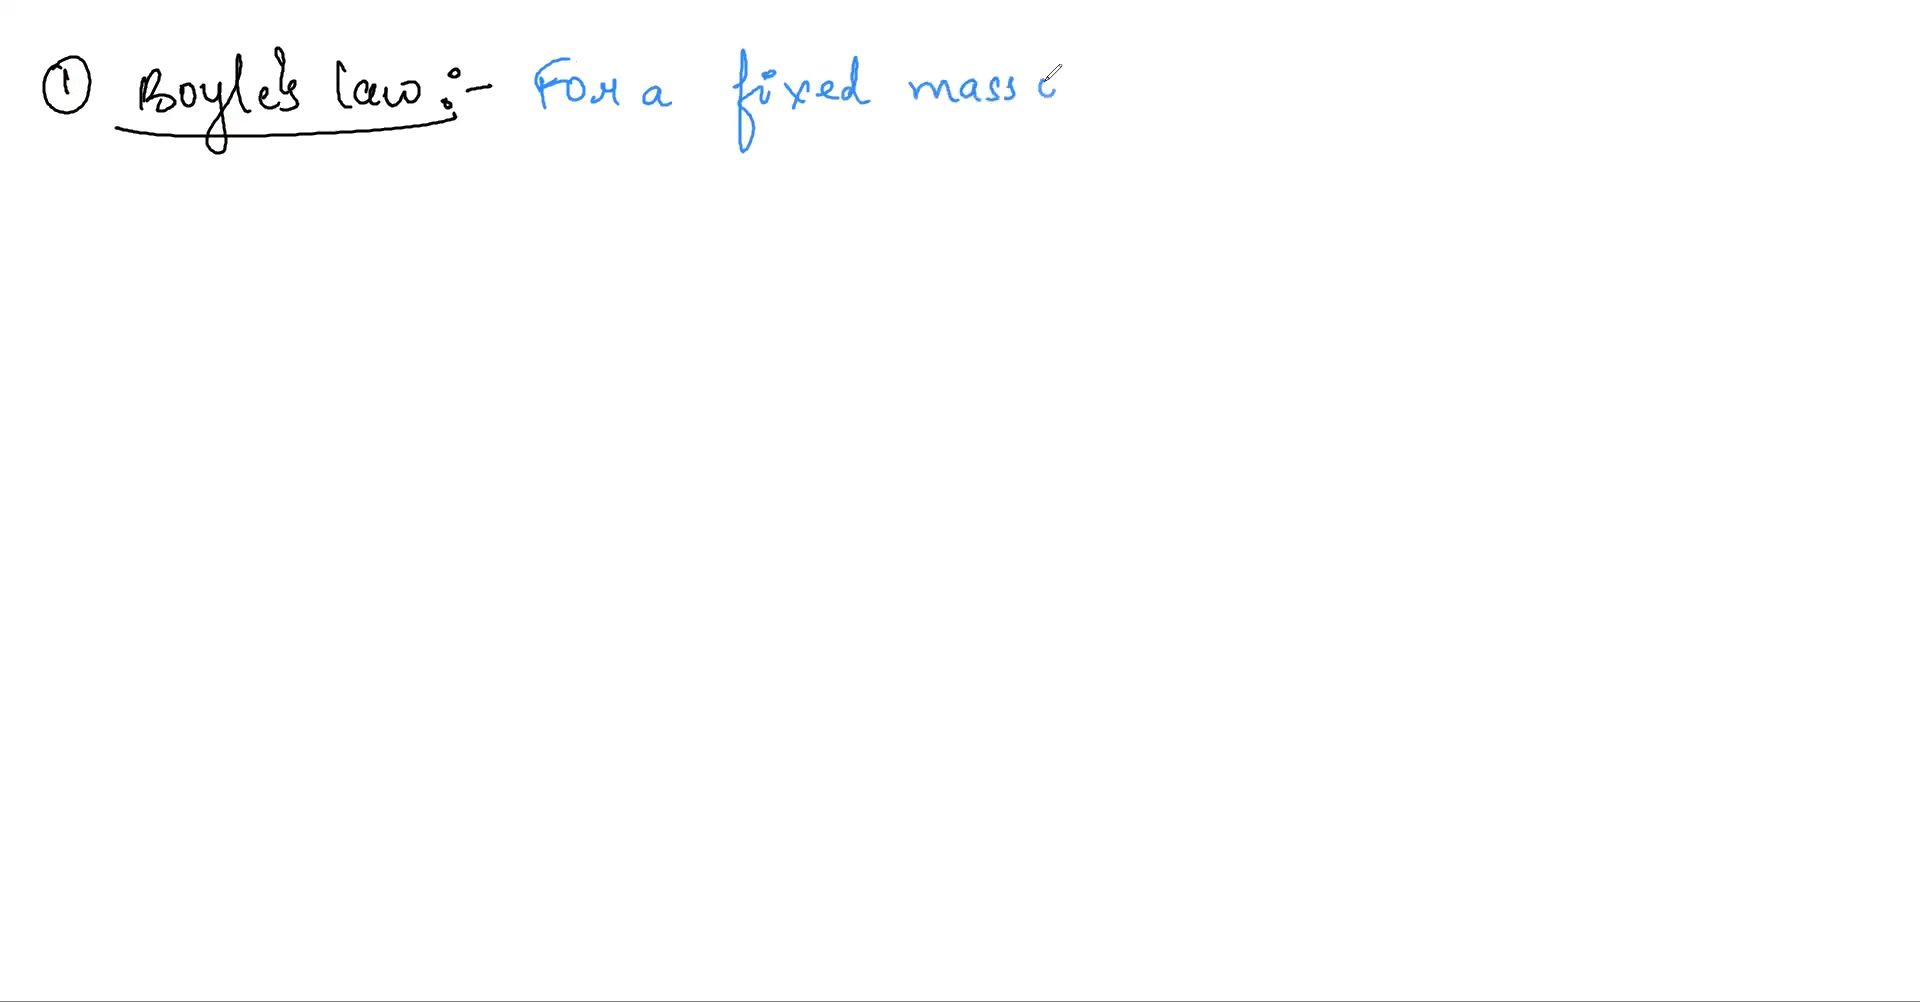 ① Boyle's law :- For a fixed mass